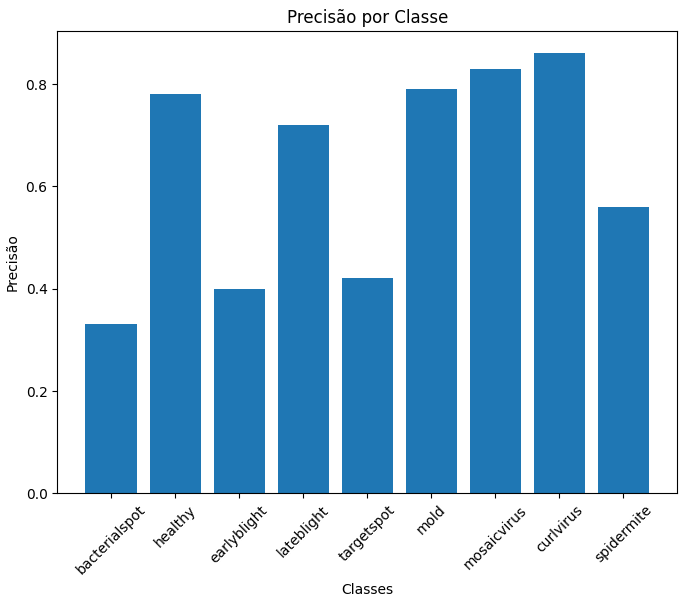 Precisão por Classe
Precisão
0.8
0.6
0.4
0.2
0.0
bacterialspot
healthy
earlyblight
lateblight
targetspot
mold
mosaicvirus
curlvirus
spidermite
Classes